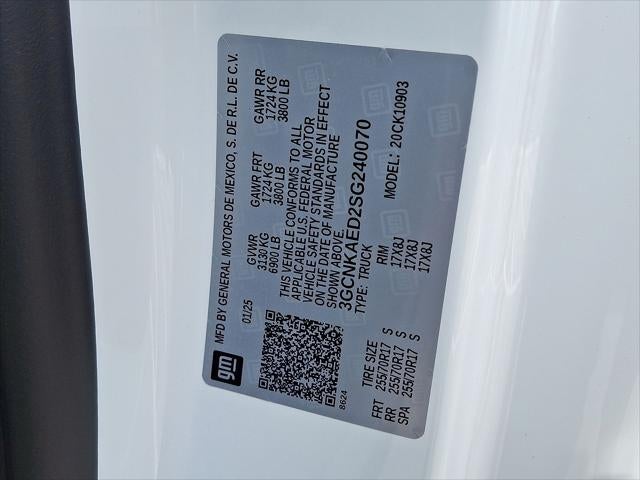 MFD BY GENERAL MOTORS DE MEXICO, S. DE R.L. DE C.V.
01/25
GVWR GAWR FRT GAWR RR
3130 KG 1724 KG 1724 KG
6900 LB 3800 LB 3800 LB
THIS VEHICLE CONFORMS TO ALL
APPLICABLE U.S. FEDERAL MOTOR
VEHICLE SAFETY STANDARDS IN EFFECT
ON THE DATE OF MANUFACTURE
SHOWN ABOVE.
3GCNKAED2SG240070
TYPE: TRUCK MODEL: 20CK10903
gm
8624
TIRE SIZE RIM
FRT 255/70R17 S 17X8J
RR 255/70R17 S 17X8J
SPA 255/70R17 S 17X8J